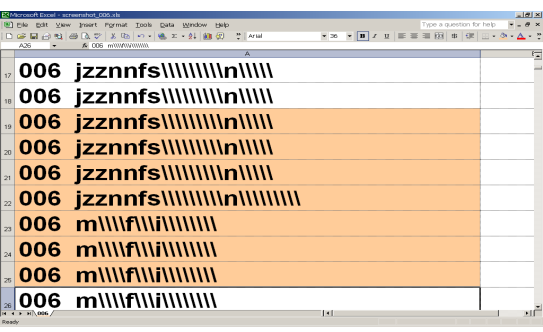 Microsoft Excel - screenshot_006.xls
File Edit View Insert Format Tools Data Window Help Type a question for help
Arial 36 B I U
A26 fx 006 m\\\\f\\\i\\\\\\\\
A
17 006 jzznnfs\\\\\\\\\n\\\\\
18 006 jzznnfs\\\\\\\\\n\\\\\
19 006 jzznnfs\\\\\\\\\n\\\\\
20 006 jzznnfs\\\\\\\\\n\\\\\
21 006 jzznnfs\\\\\\\\\n\\\\\
22 006 jzznnfs\\\\\\\\\n\\\\\\\\\
23 006 m\\\\f\\\i\\\\\\\\
24 006 m\\\\f\\\i\\\\\\\\
25 006 m\\\\f\\\i\\\\\\\\
26 006 m\\\\f\\\i\\\\\\\\
006
Ready